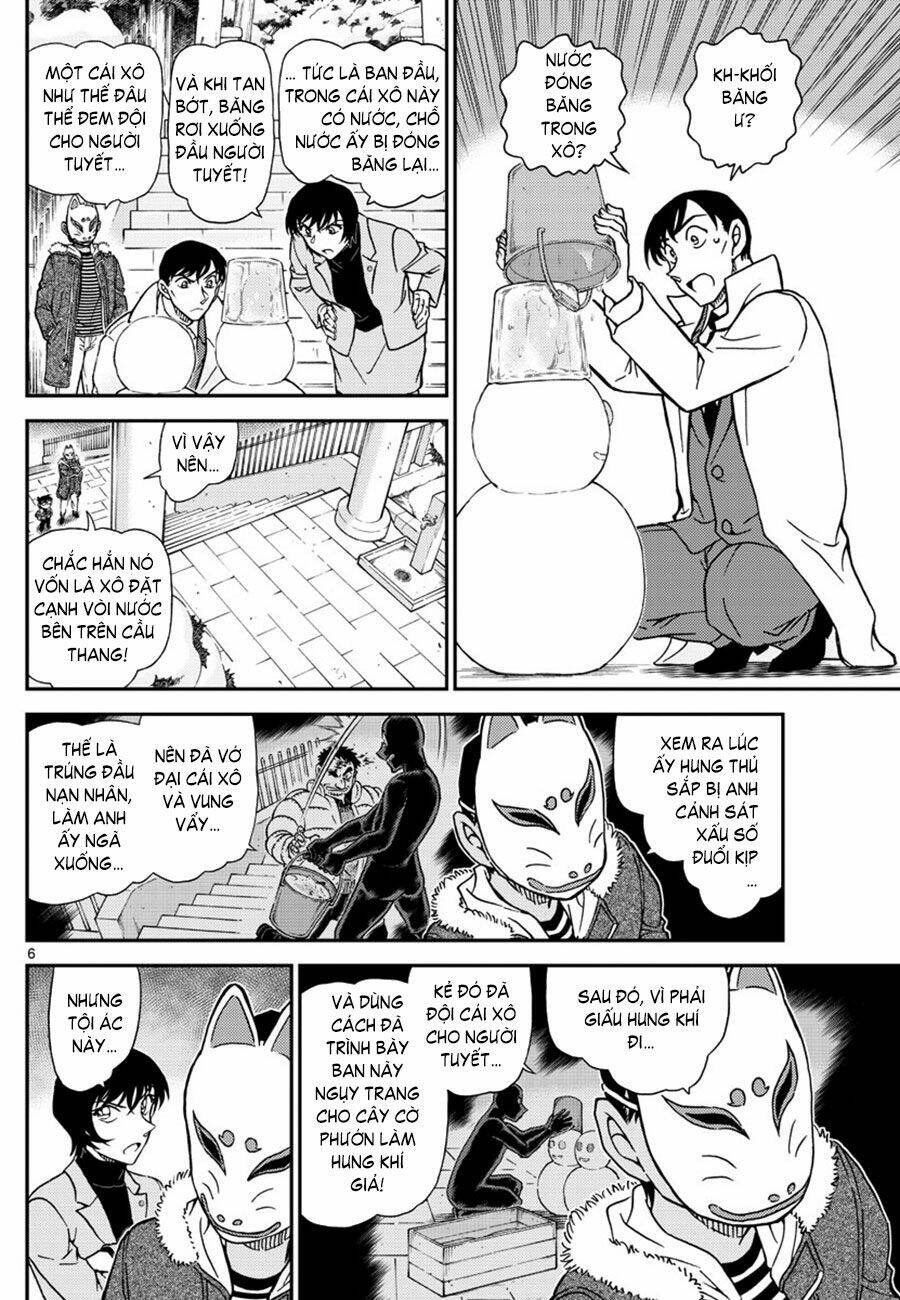 KH-KHỐI
BĂNG
Ư?
NƯỚC
ĐÓNG
BĂNG
TRONG
XÔ?
... TỨC LÀ BAN ĐẦU,
TRONG CÁI XÔ NÀY
CÓ NƯỚC, CHỖ
NƯỚC ẤY BỊ ĐÓNG
BĂNG LẠI...
VÀ KHI TAN
BỚT, BĂNG
RƠI XUỐNG
ĐẦU NGƯỜI
TUYẾT!
MỘT CÁI XÔ
NHƯ THẾ ĐÂU
THỂ ĐEM ĐỘI
CHO NGƯỜI
TUYẾT...
VÌ VẬY
NÊN...
CHẮC HẲN NÓ
VỐN LÀ XÔ ĐẶT
CẠNH VÒI NƯỚC
BÊN TRÊN CẦU
THANG!
XEM RA LÚC
ẤY HUNG THỦ
SẮP BỊ ANH
CẢNH SÁT
XẤU SỐ
ĐUỔI KỊP
...
NÊN ĐÃ VỚ
ĐẠI CÁI XÔ
VÀ VUNG
VẨY...
THẾ LÀ
TRÚNG ĐẦU
NẠN NHÂN,
LÀM ANH
ẤY NGÃ
XUỐNG...
6
SAU ĐÓ, VÌ PHẢI
GIẤU HUNG KHÍ
ĐI...
KẺ ĐÓ ĐÃ
ĐỘI CÁI XÔ
CHO NGƯỜI
TUYẾT...
VÀ DÙNG
CÁCH ĐÃ
TRÌNH BÀY
BAN NÃY
NGỤY TRANG
CHO CÂY CỜ
PHƯỚN LÀM
HUNG KHÍ
GIẢ!
NHƯNG
TỘI ÁC
NÀY...